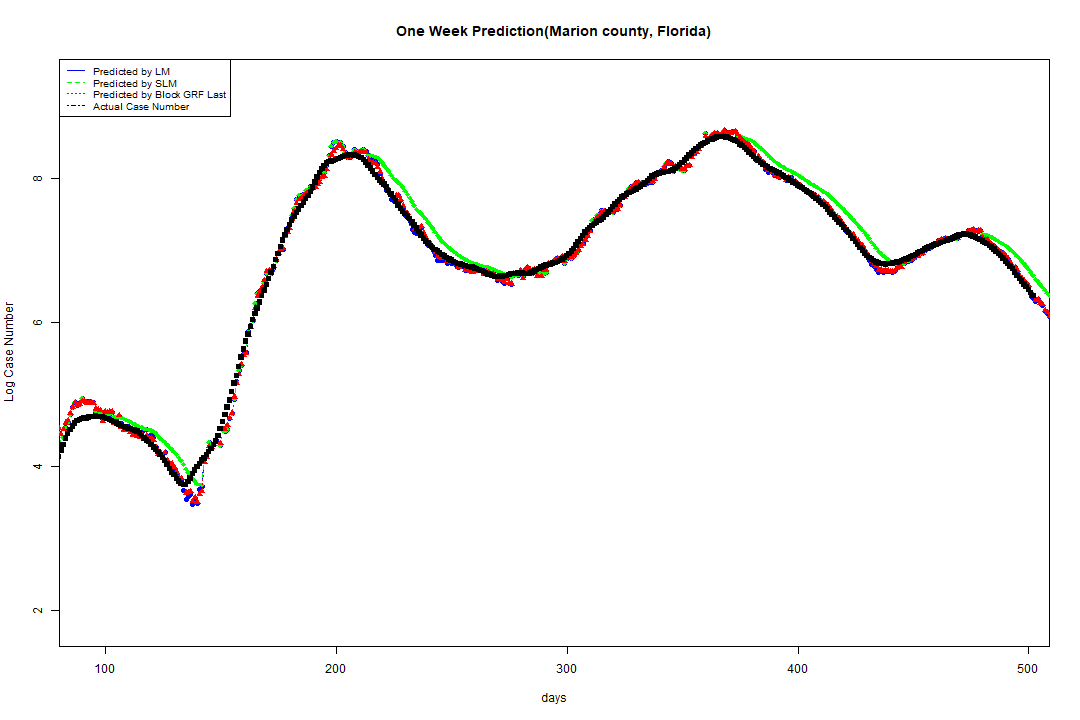 One Week Prediction(Marion county, Florida)
Predicted by LM
Predicted by SLM
Predicted by Block GRF Last
Actual Case Number
8
6
4
2
Log Case Number
100 200 300 400 500
days